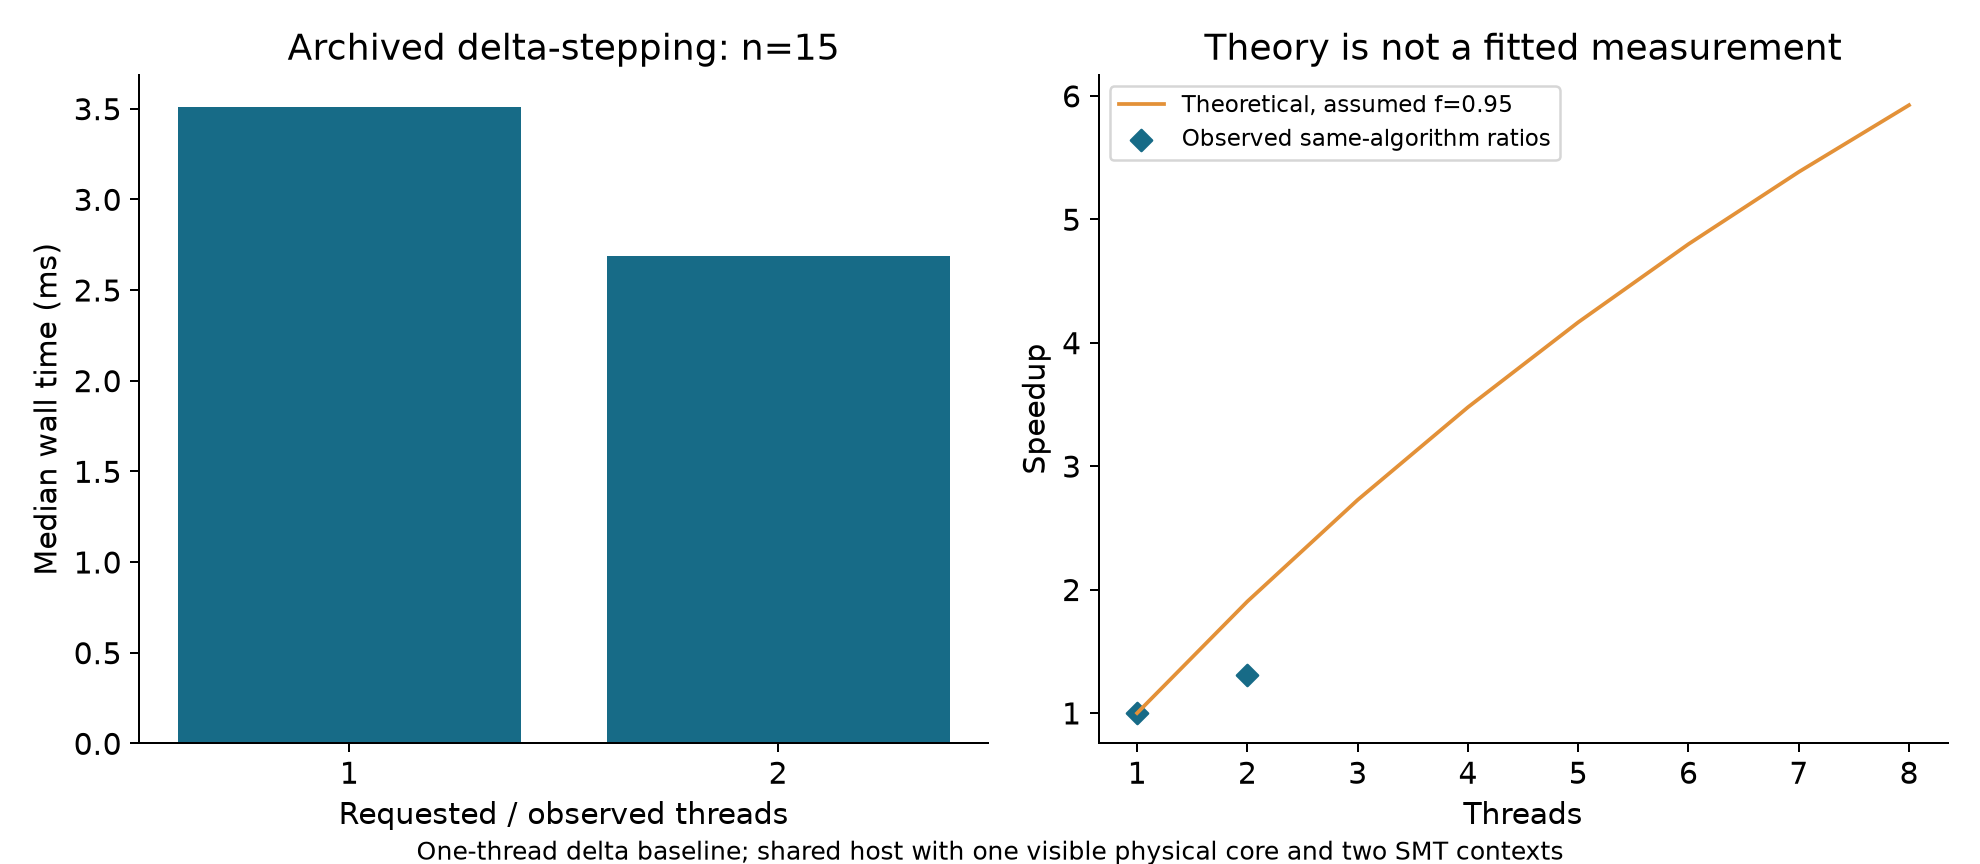 Archived delta-stepping: n=15
Median wall time (ms)
3.5
3.0
2.5
2.0
1.5
1.0
0.5
0.0
1 2
Requested / observed threads
Theory is not a fitted measurement
Theoretical, assumed f=0.95
Observed same-algorithm ratios
Speedup
6
5
4
3
2
1
1 2 3 4 5 6 7 8
Threads
One-thread delta baseline; shared host with one visible physical core and two SMT contexts